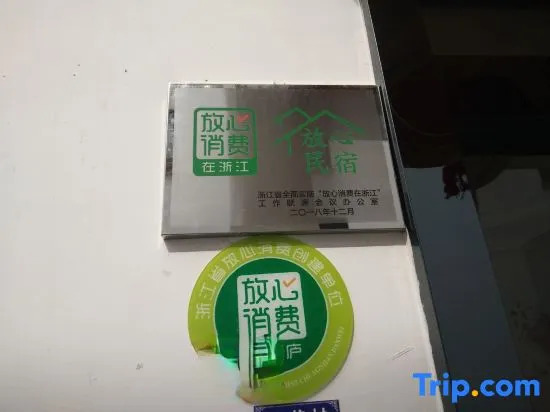 放心
消费
在浙江
放心
民宿
浙江省全面实施“放心消费在浙江”
工作联席会议办公室
二〇一八年十二月
浙江省放心消费创建单位
放心
消费
Trip.com